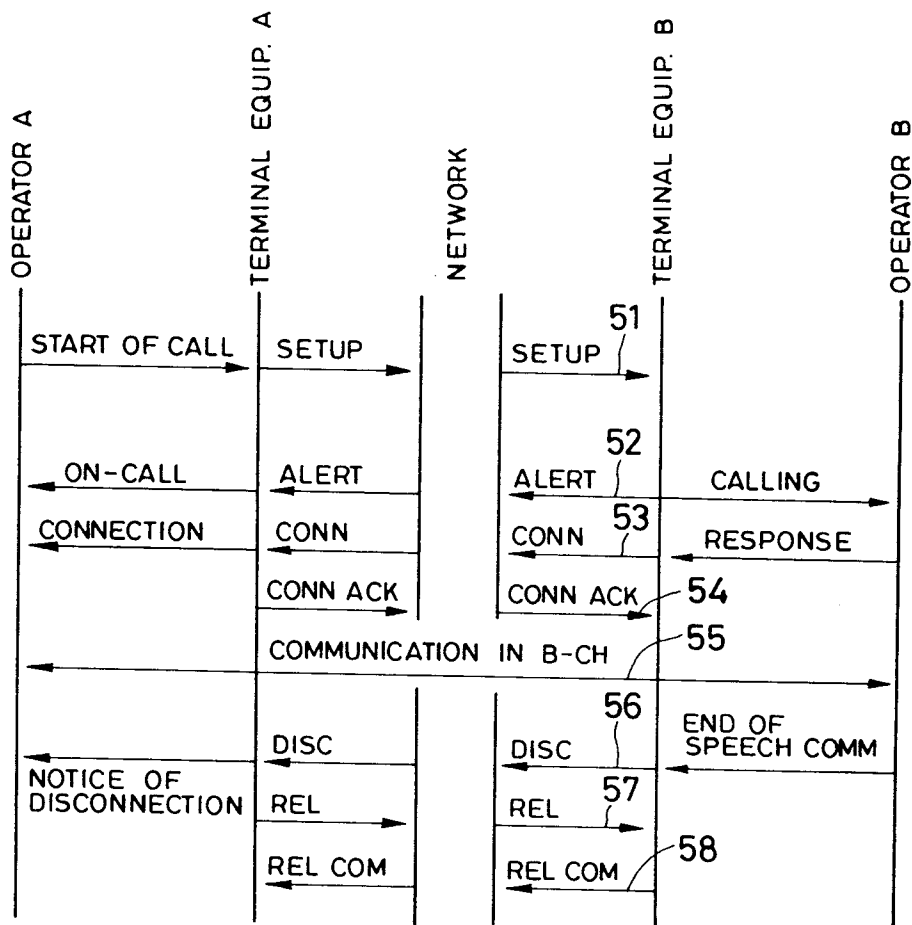 OPERATOR A
TERMINAL EQUIP. A
NETWORK
TERMINAL EQUIP. B
OPERATOR B
START OF CALL
SETUP
SETUP
51
ON-CALL
ALERT
ALERT
52
CALLING
CONNECTION
CONN
CONN
53
RESPONSE
CONN ACK
CONN ACK
54
COMMUNICATION IN B-CH
55
DISC
DISC
56
END OF
SPEECH COMM
NOTICE OF
DISCONNECTION
REL
REL
57
REL COM
REL COM
58